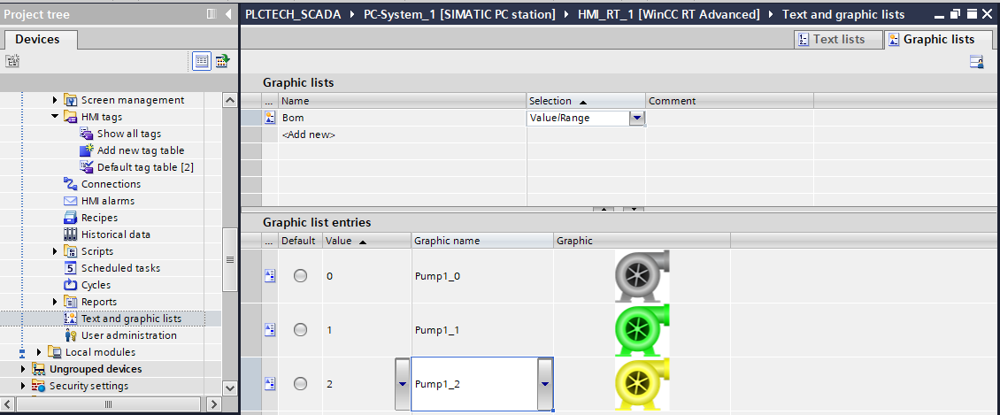 Project tree
PLCTECH_SCADA PC-System_1 [SIMATIC PC station] HMI_RT_1 [WinCC RT Advanced] Text and graphic lists
Devices
Text lists
Graphic lists
Screen management
HMI tags
Show all tags
Add new tag table
Default tag table [2]
Connections
HMI alarms
Recipes
Historical data
Scripts
Scheduled tasks
Cycles
Reports
Text and graphic lists
User administration
Local modules
Ungrouped devices
Security settings
Graphic lists
... Name Selection Comment
Bom Value/Range
<Add new>
Graphic list entries
... Default Value Graphic name Graphic
0 Pump1_0
1 Pump1_1
2 Pump1_2